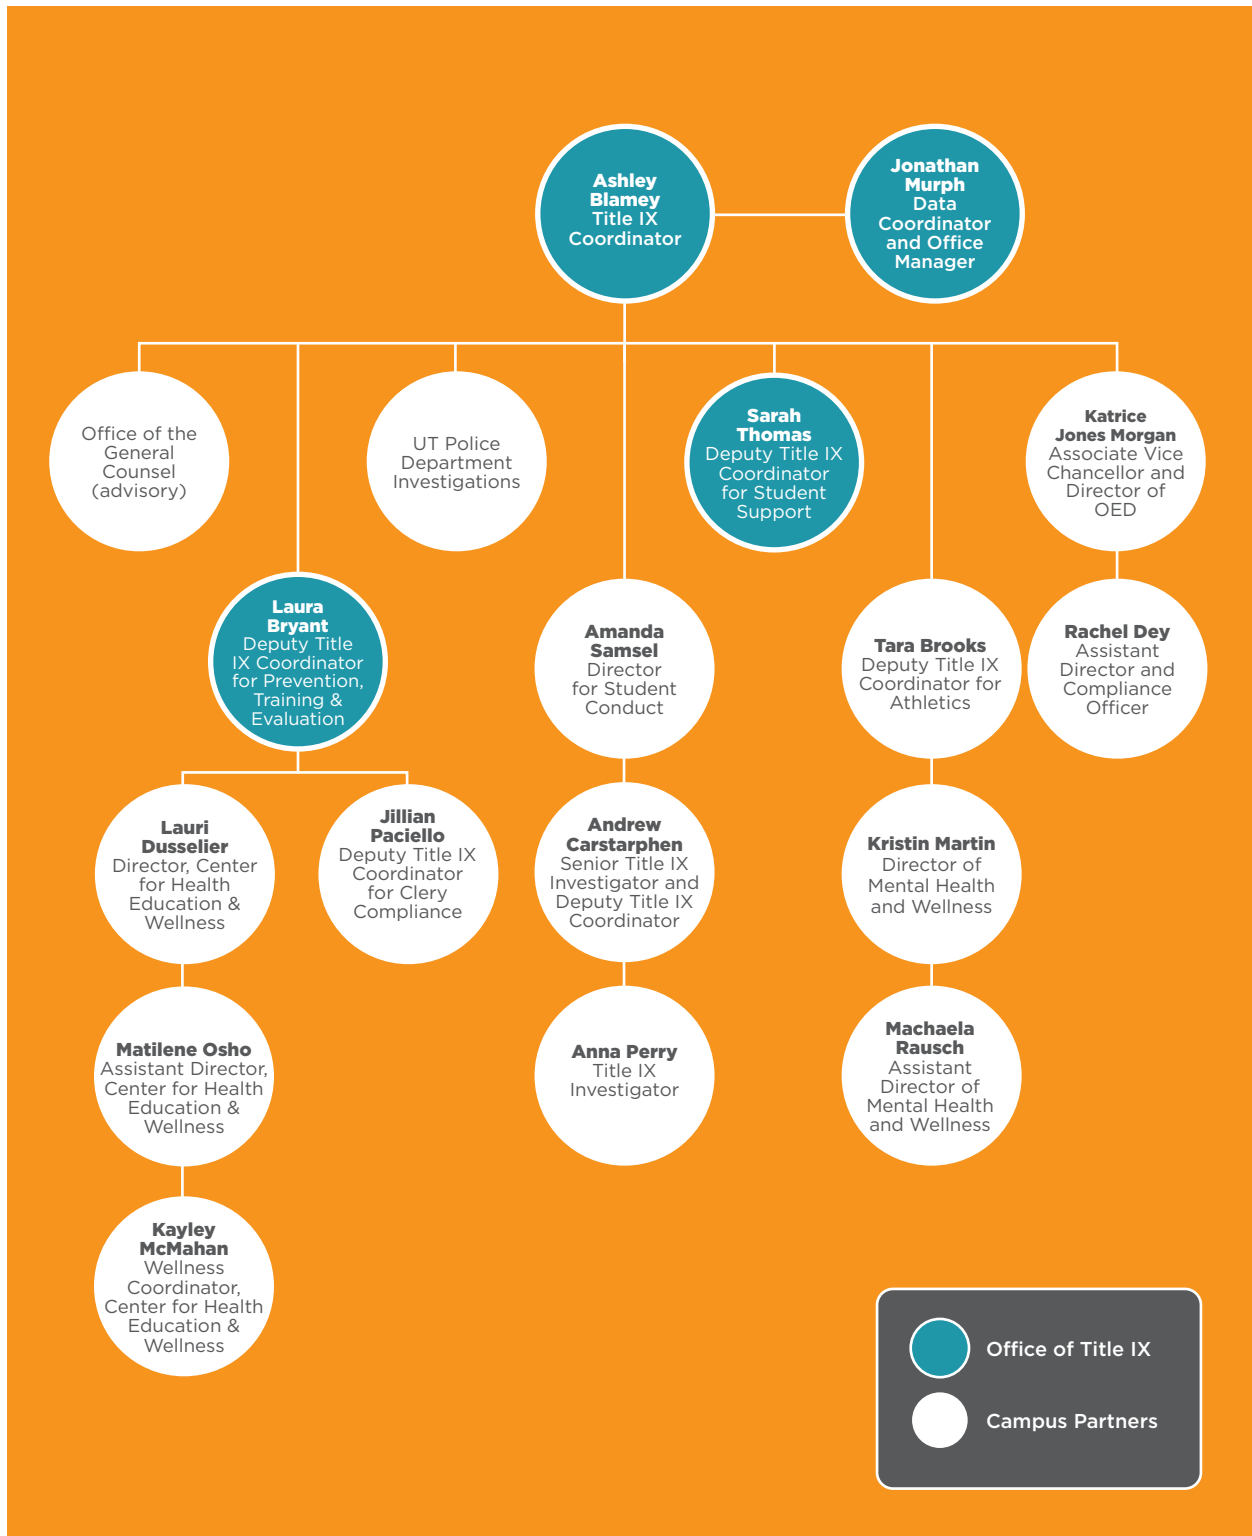 Ashley
Blamey
Title IX
Coordinator
Jonathan
Murph
Data
Coordinator
and Office
Manager
Office of the
General
Counsel
(advisory)
UT Police
Department
Investigations
Sarah
Thomas
Deputy Title IX
Coordinator
for Student
Support
Katrice
Jones Morgan
Associate Vice
Chancellor and
Director of
OED
Laura
Bryant
Deputy Title
IX Coordinator
for Prevention,
Training &
Evaluation
Amanda
Samsel
Director
for Student
Conduct
Tara Brooks
Deputy Title IX
Coordinator for
Athletics
Rachel Dey
Assistant
Director and
Compliance
Officer
Lauri
Dusselier
Director, Center
for Health
Education &
Wellness
Jillian
Paciello
Deputy Title IX
Coordinator
for Clery
Compliance
Andrew
Carstarphen
Senior Title IX
Investigator and
Deputy Title IX
Coordinator
Kristin Martin
Director of
Mental Health
and Wellness
Matilene Osho
Assistant Director,
Center for Health
Education &
Wellness
Anna Perry
Title IX
Investigator
Machaela
Rausch
Assistant
Director of
Mental Health
and Wellness
Kayley
McMahan
Wellness
Coordinator,
Center for Health
Education &
Wellness
Office of Title IX
Campus Partners